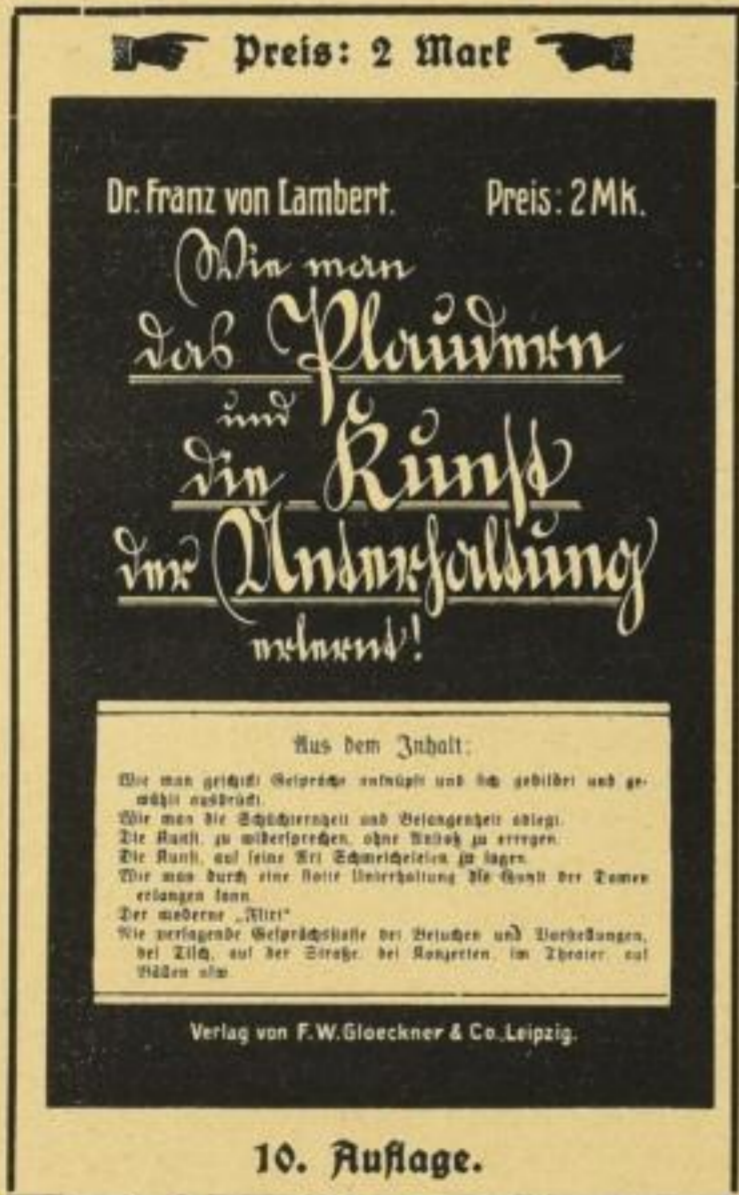 Preis: 2 Mark
Dr. Franz von Lambert. Preis: 2 Mk.
Wie man
das Plaudern
und
die Kunst
der Unterhaltung
erlernt!
Aus dem Inhalt:
Wie man geschickt Gespräche anknüpft und sich gebildet und ge-
wählt ausdrückt.
Wie man die Schüchternheit und Befangenheit ablegt.
Die Kunst, zu widersprechen, ohne Anstoß zu erregen.
Die Kunst, auf feine Art Schmeicheleien zu sagen.
Wie man durch eine flotte Unterhaltung die Gunst der Damen
erlangen kann.
Der moderne „Flirt“
Nie versagende Gesprächsstoffe bei Besuchen und Vorstellungen,
bei Tisch, auf der Straße, bei Konzerten, im Theater, auf
Bällen usw
Verlag von F. W. Gloeckner & Co., Leipzig.
10. Auflage.